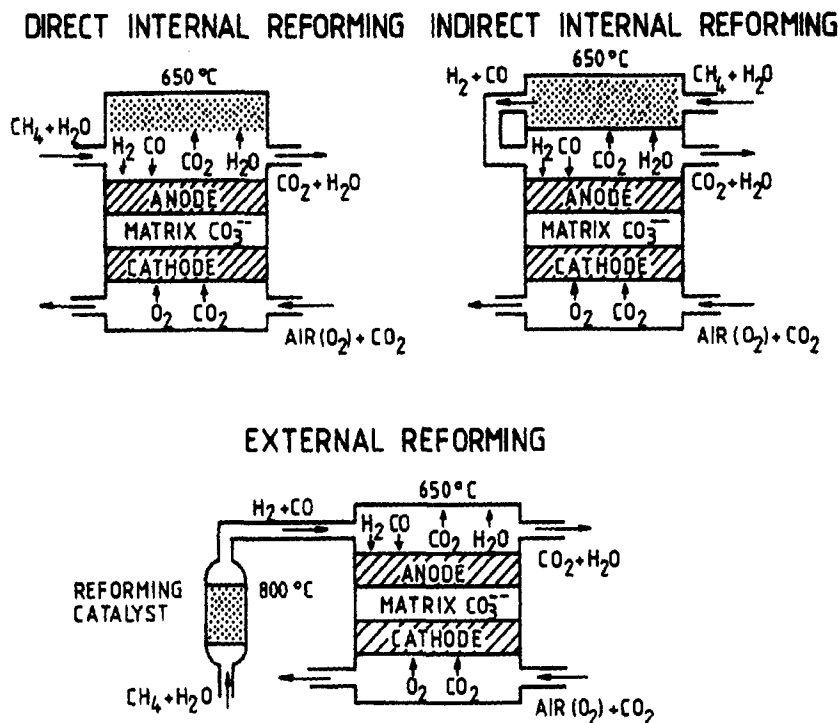 DIRECT INTERNAL REFORMING
650°C
CH₄+H₂O
H₂ CO CO₂ H₂O
CO₂+H₂O
ANODE
MATRIX CO₃⁻⁻
CATHODE
O₂ CO₂
AIR(O₂)+CO₂
INDIRECT INTERNAL REFORMING
650°C
H₂+CO
CH₄+H₂O
H₂ CO CO₂ H₂O
CO₂+H₂O
ANODE
MATRIX CO₃⁻⁻
CATHODE
O₂ CO₂
AIR(O₂)+CO₂
EXTERNAL REFORMING
650°C
H₂+CO
H₂ CO CO₂ H₂O
CO₂+H₂O
REFORMING
CATALYST
800°C
ANODE
MATRIX CO₃⁻⁻
CATHODE
CH₄+H₂O
O₂ CO₂
AIR(O₂)+CO₂